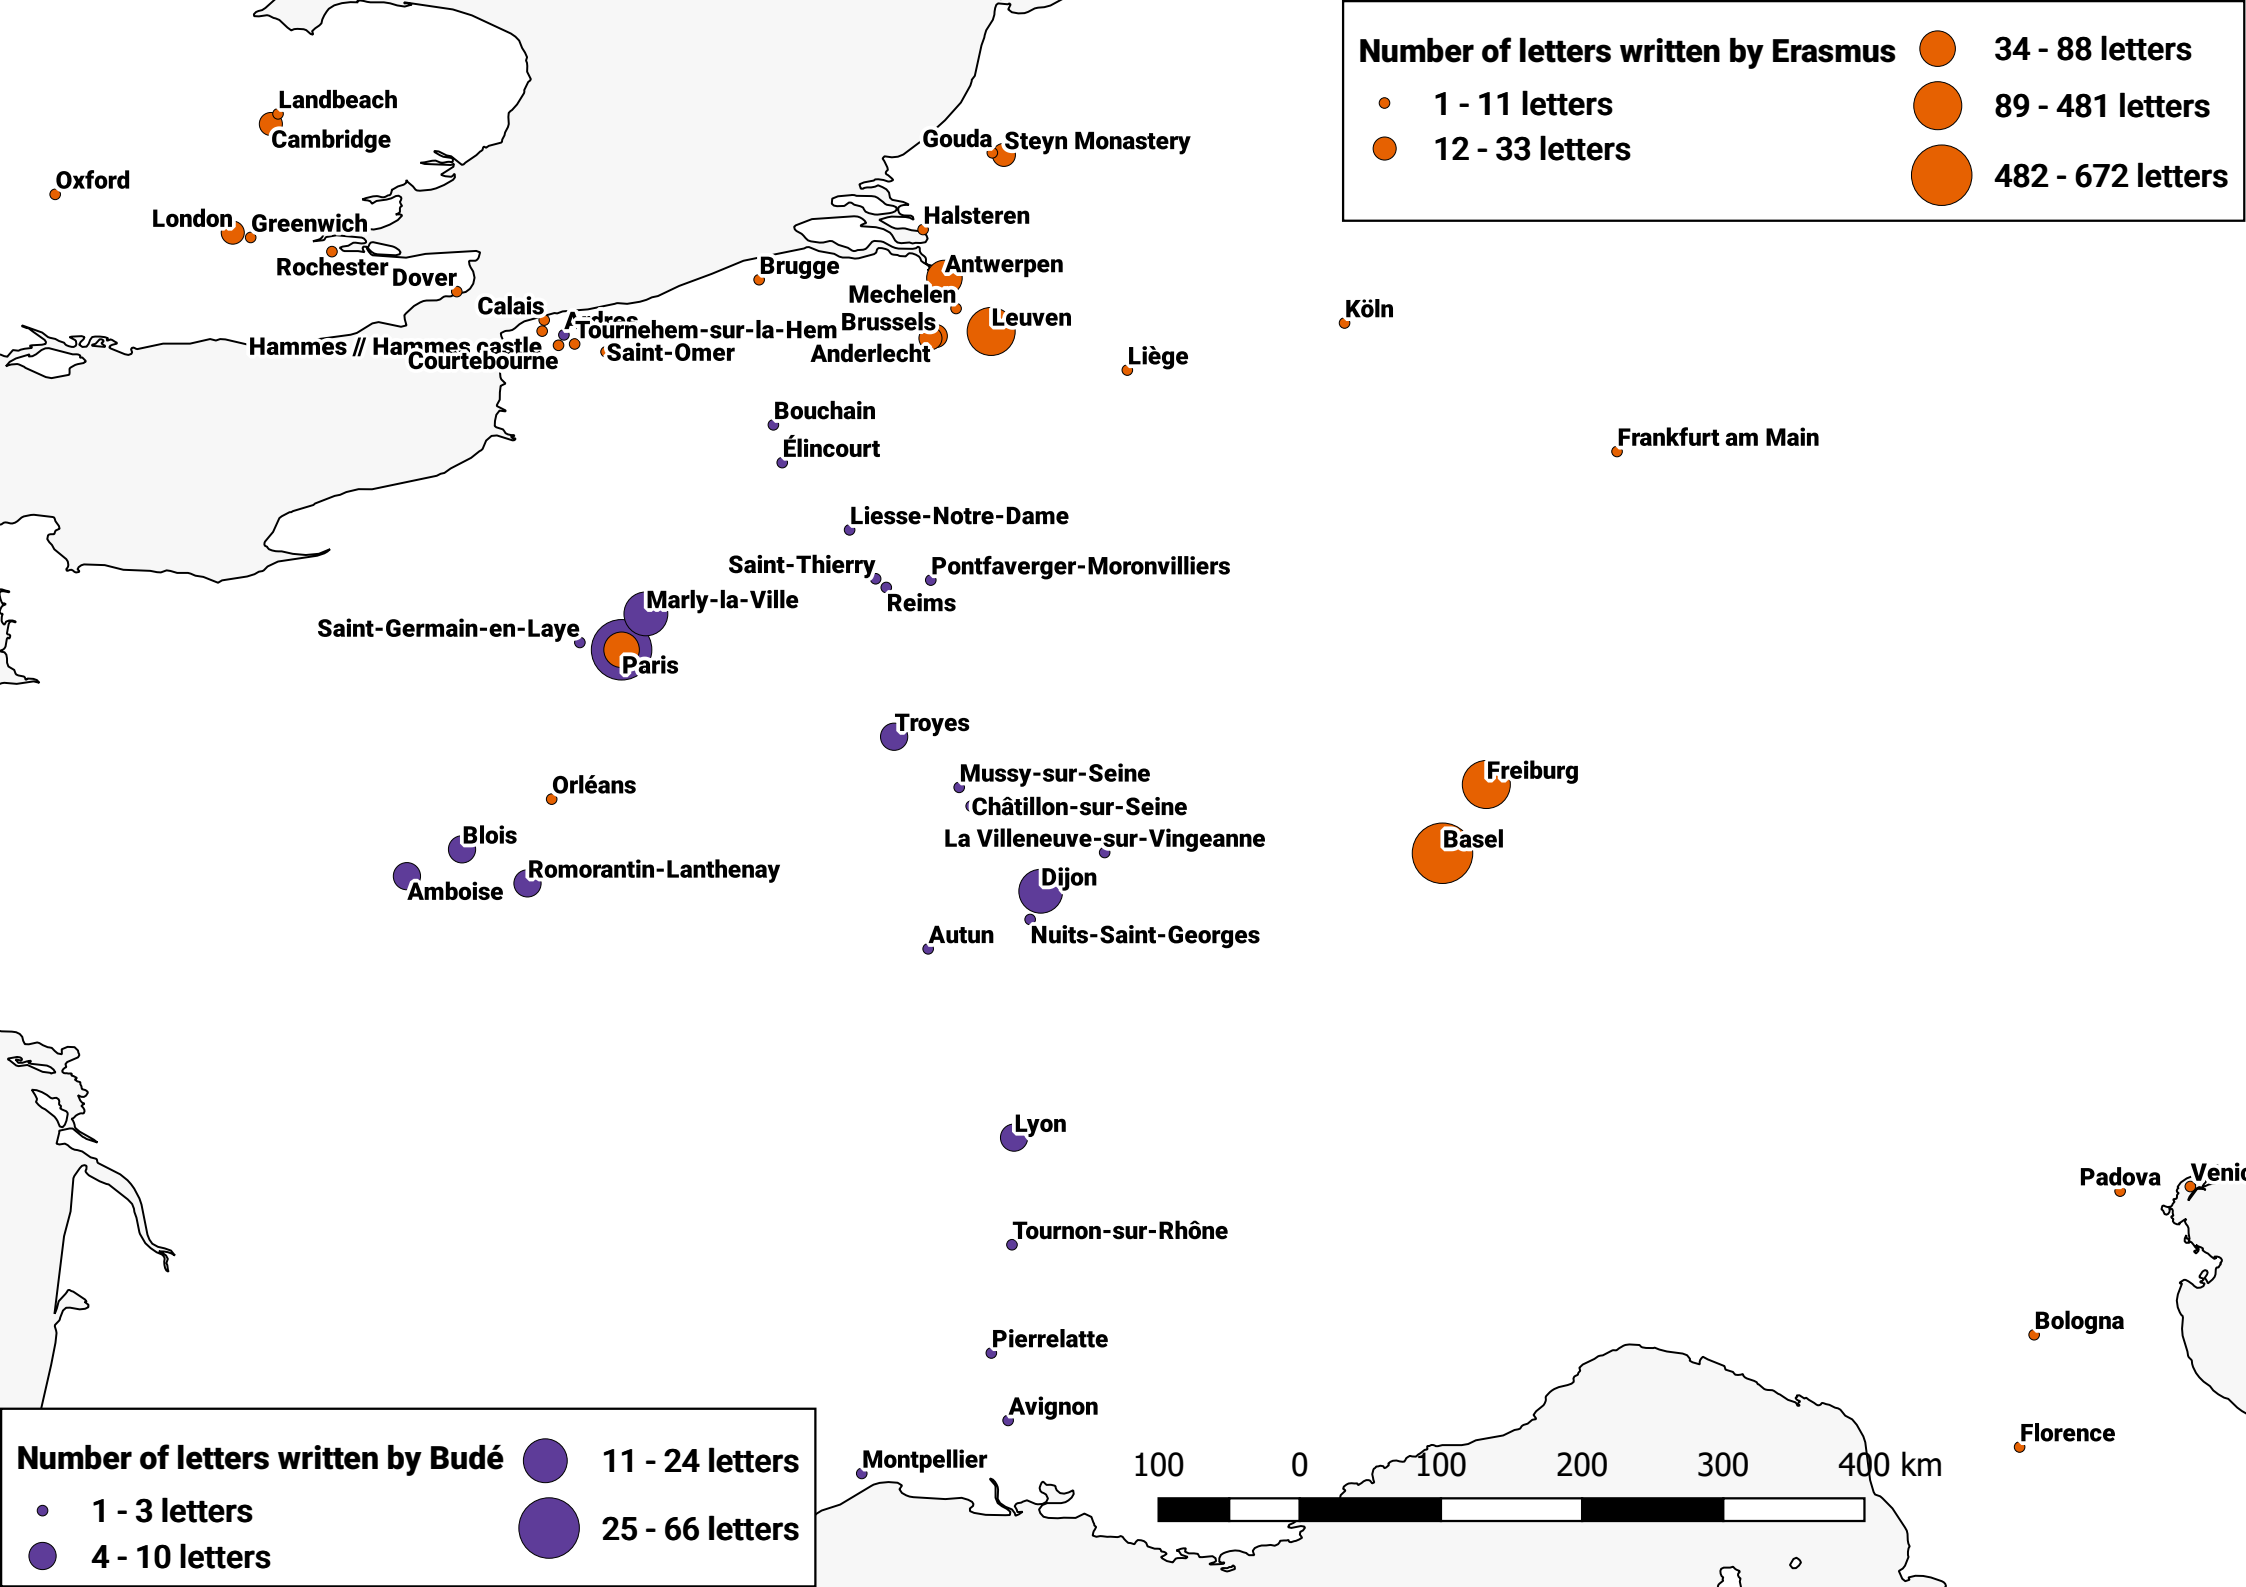 Number of letters written by Erasmus
1 - 11 letters
12 - 33 letters
34 - 88 letters
89 - 481 letters
482 - 672 letters
Landbeach
Cambridge
Oxford
London
Greenwich
Rochester
Dover
Gouda
Steyn Monastery
Halsteren
Brugge
Antwerpen
Mechelen
Calais
Ardres
Tournehem-sur-la-Hem
Brussels
Leuven
Köln
Hammes // Hammes castle
Courtebourne
Saint-Omer
Anderlecht
Liège
Bouchain
Élincourt
Frankfurt am Main
Liesse-Notre-Dame
Saint-Thierry
Pontfaverger-Moronvilliers
Reims
Marly-la-Ville
Saint-Germain-en-Laye
Paris
Troyes
Mussy-sur-Seine
Châtillon-sur-Seine
Orléans
Freiburg
Blois
La Villeneuve-sur-Vingeanne
Basel
Romorantin-Lanthenay
Amboise
Dijon
Autun
Nuits-Saint-Georges
Lyon
Padova
Venic
Tournon-sur-Rhône
Pierrelatte
Bologna
Avignon
Florence
Montpellier
100 0 100 200 300 400 km
Number of letters written by Budé
1 - 3 letters
4 - 10 letters
11 - 24 letters
25 - 66 letters